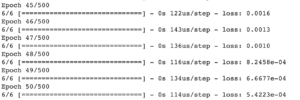 Epoch 45/500
6/6 [==============================] - 0s 122us/step - loss: 0.0016
Epoch 46/500
6/6 [==============================] - 0s 143us/step - loss: 0.0013
Epoch 47/500
6/6 [==============================] - 0s 136us/step - loss: 0.0010
Epoch 48/500
6/6 [==============================] - 0s 116us/step - loss: 8.2458e-04
Epoch 49/500
6/6 [==============================] - 0s 134us/step - loss: 6.6677e-04
Epoch 50/500
6/6 [==============================] - 0s 114us/step - loss: 5.4223e-04